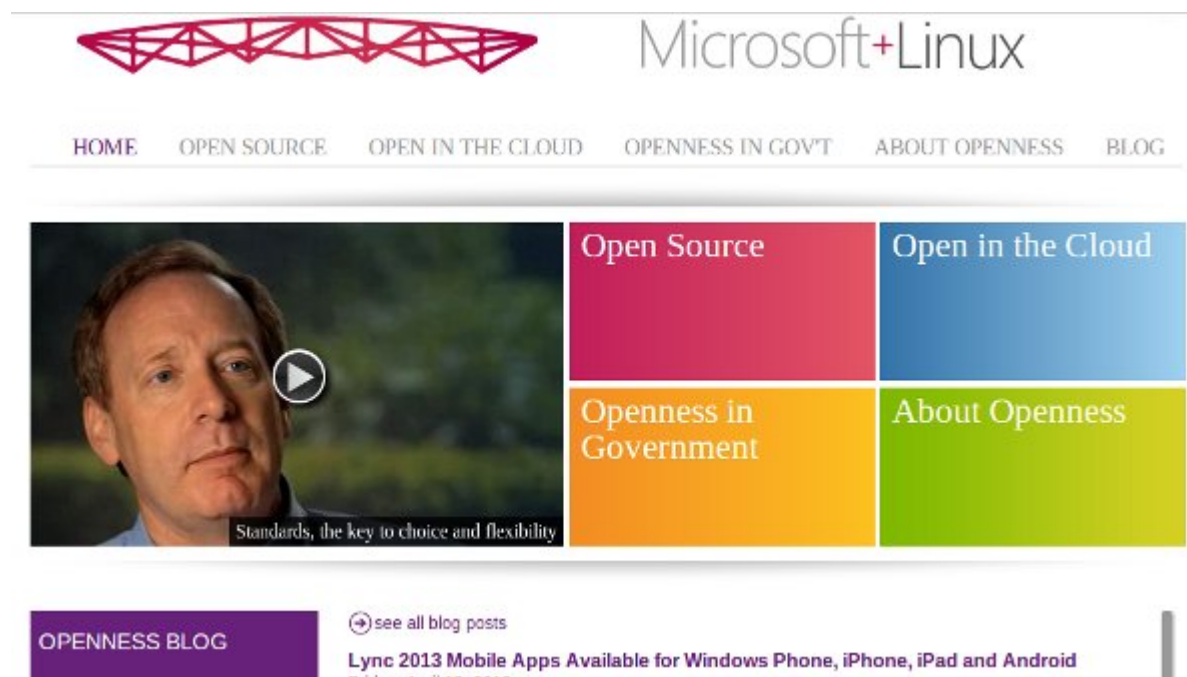 Microsoft+Linux
HOME OPEN SOURCE OPEN IN THE CLOUD OPENNESS IN GOV'T ABOUT OPENNESS BLOG
Open Source
Open in the Cloud
Standards, the key to choice and flexibility
Openness in
Government
About Openness
OPENNESS BLOG
see all blog posts
Lync 2013 Mobile Apps Available for Windows Phone, iPhone, iPad and Android